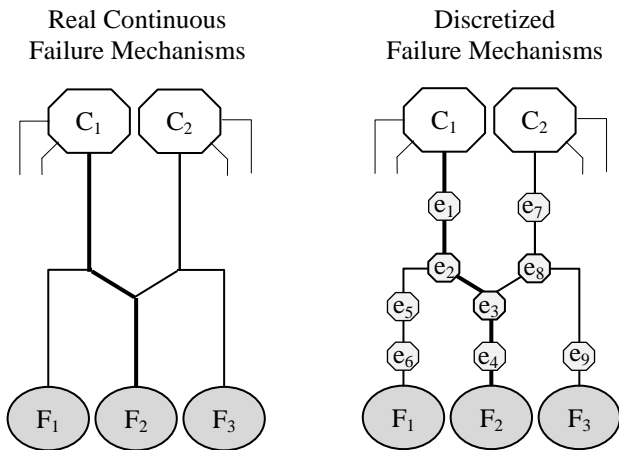 Real Continuous
Failure Mechanisms
Discretized
Failure Mechanisms
C₁
C₂
C₁
C₂
e₁
e₇
e₂
e₈
e₅
e₃
e₆
e₄
e₉
F₁
F₂
F₃
F₁
F₂
F₃